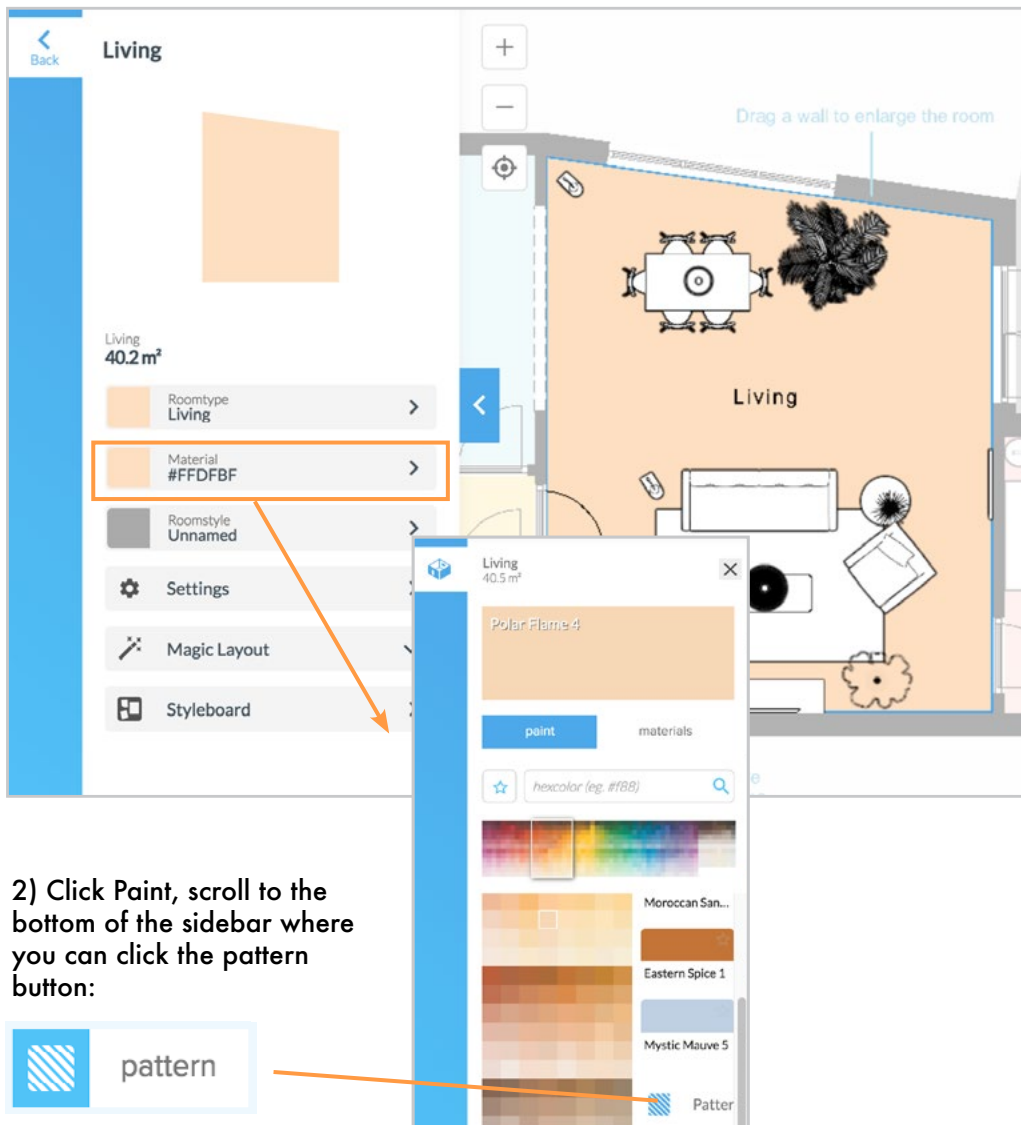 Back
Living
Living
40.2 m²
Roomtype
Living
Material
#FFDFBF
Roomstyle
Unnamed
Settings
Magic Layout
Styleboard
Drag a wall to enlarge the room
Living
Living
40.5 m²
Polar Flame 4
paint
materials
hexcolor (eg. #f88)
Moroccan San...
Eastern Spice 1
Mystic Mauve 5
Patter
2) Click Paint, scroll to the
bottom of the sidebar where
you can click the pattern
button:
pattern